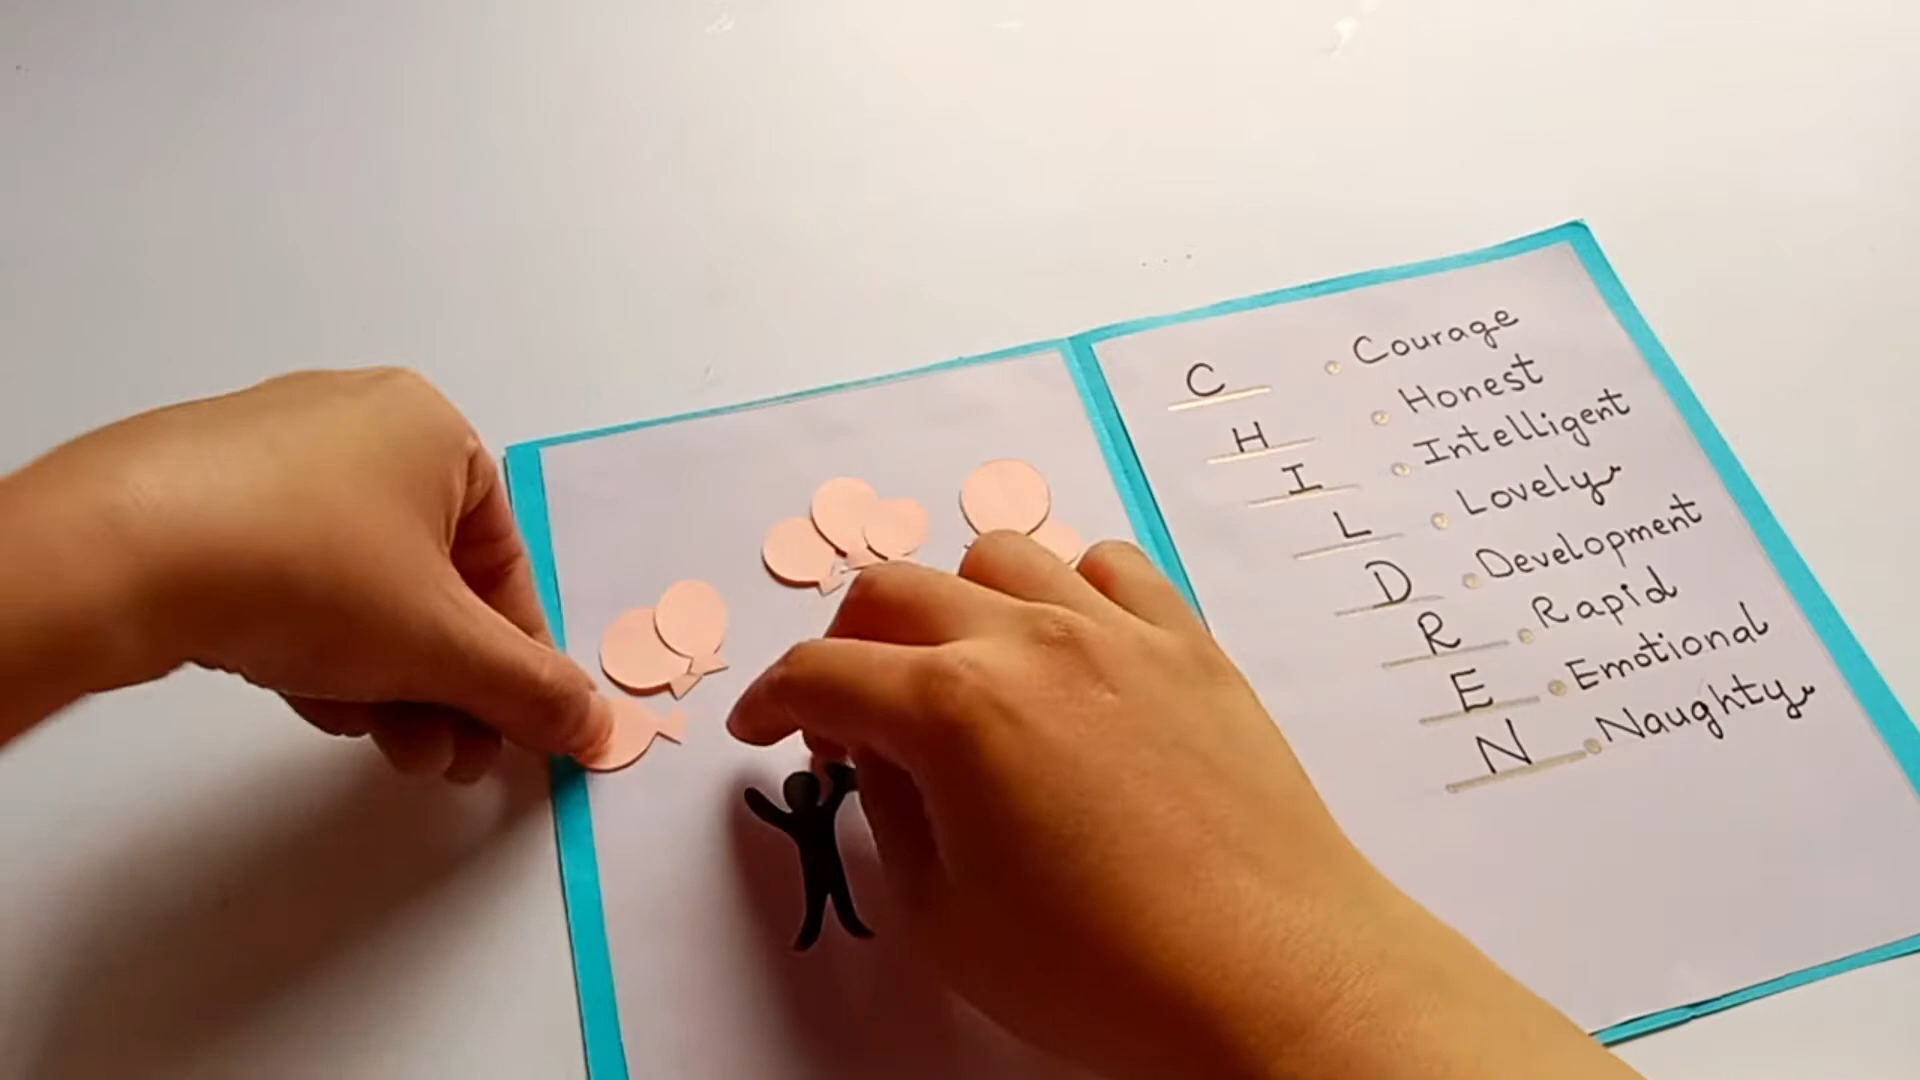 C • Courage
H • Honest
I • Intelligent
L • Lovely
D • Development
R • Rapid
E • Emotional
N • Naughty